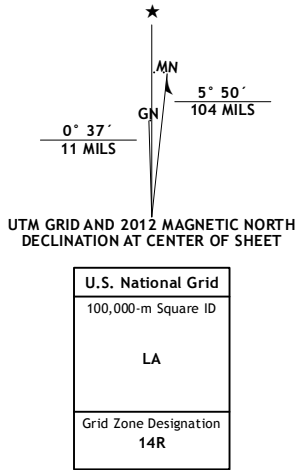 ★
MN
GN
5° 50´
104 MILS
0° 37´
11 MILS
UTM GRID AND 2012 MAGNETIC NORTH
DECLINATION AT CENTER OF SHEET
U.S. National Grid
100,000-m Square ID
LA
Grid Zone Designation
14R